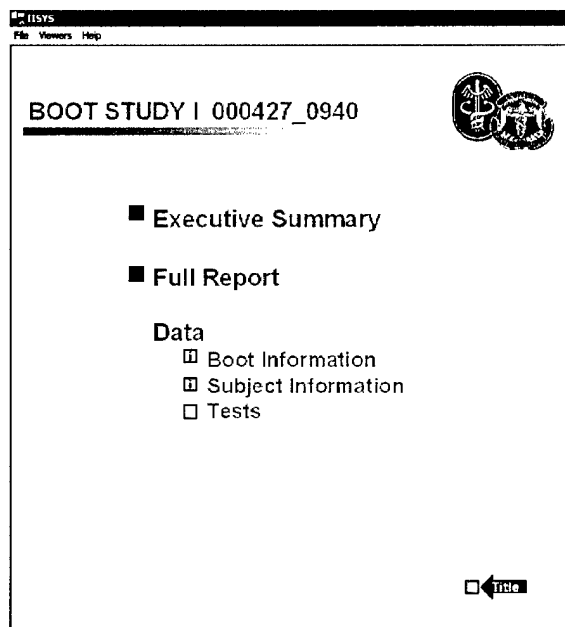 IISYS
File Viewers Help
BOOT STUDY I 000427_0940
Executive Summary
Full Report
Data
i Boot Information
i Subject Information
Tests
Title